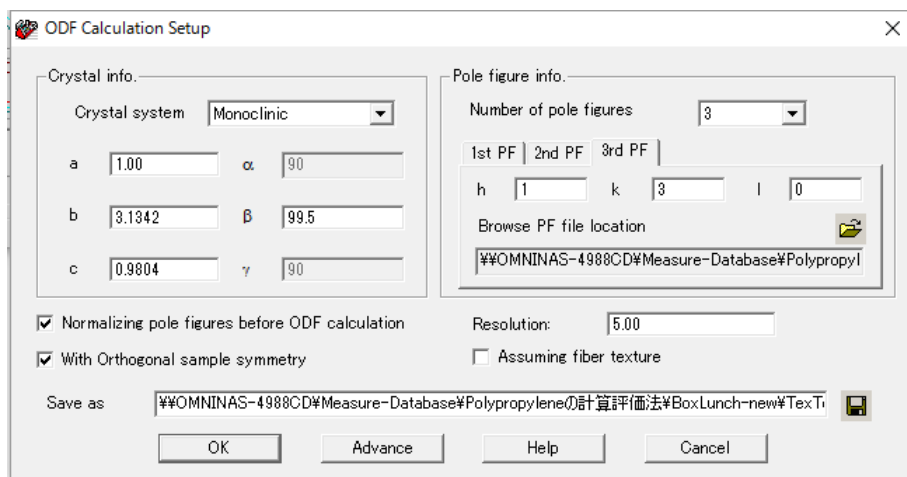 ODF Calculation Setup
Crystal info.
Crystal system Monoclinic
a 1.00 α 90
b 3.1342 β 99.5
c 0.9804 γ 90
Pole figure info.
Number of pole figures 3
1st PF 2nd PF 3rd PF
h 1 k 3 l 0
Browse PF file location
¥¥OMNINAS-4988CD¥Measure-Database¥Polypropyl
Normalizing pole figures before ODF calculation
Resolution: 5.00
With Orthogonal sample symmetry
Assuming fiber texture
Save as ¥¥OMNINAS-4988CD¥Measure-Database¥Polypropyleneの計算評価法¥BoxLunch-new¥TexT
OK Advance Help Cancel